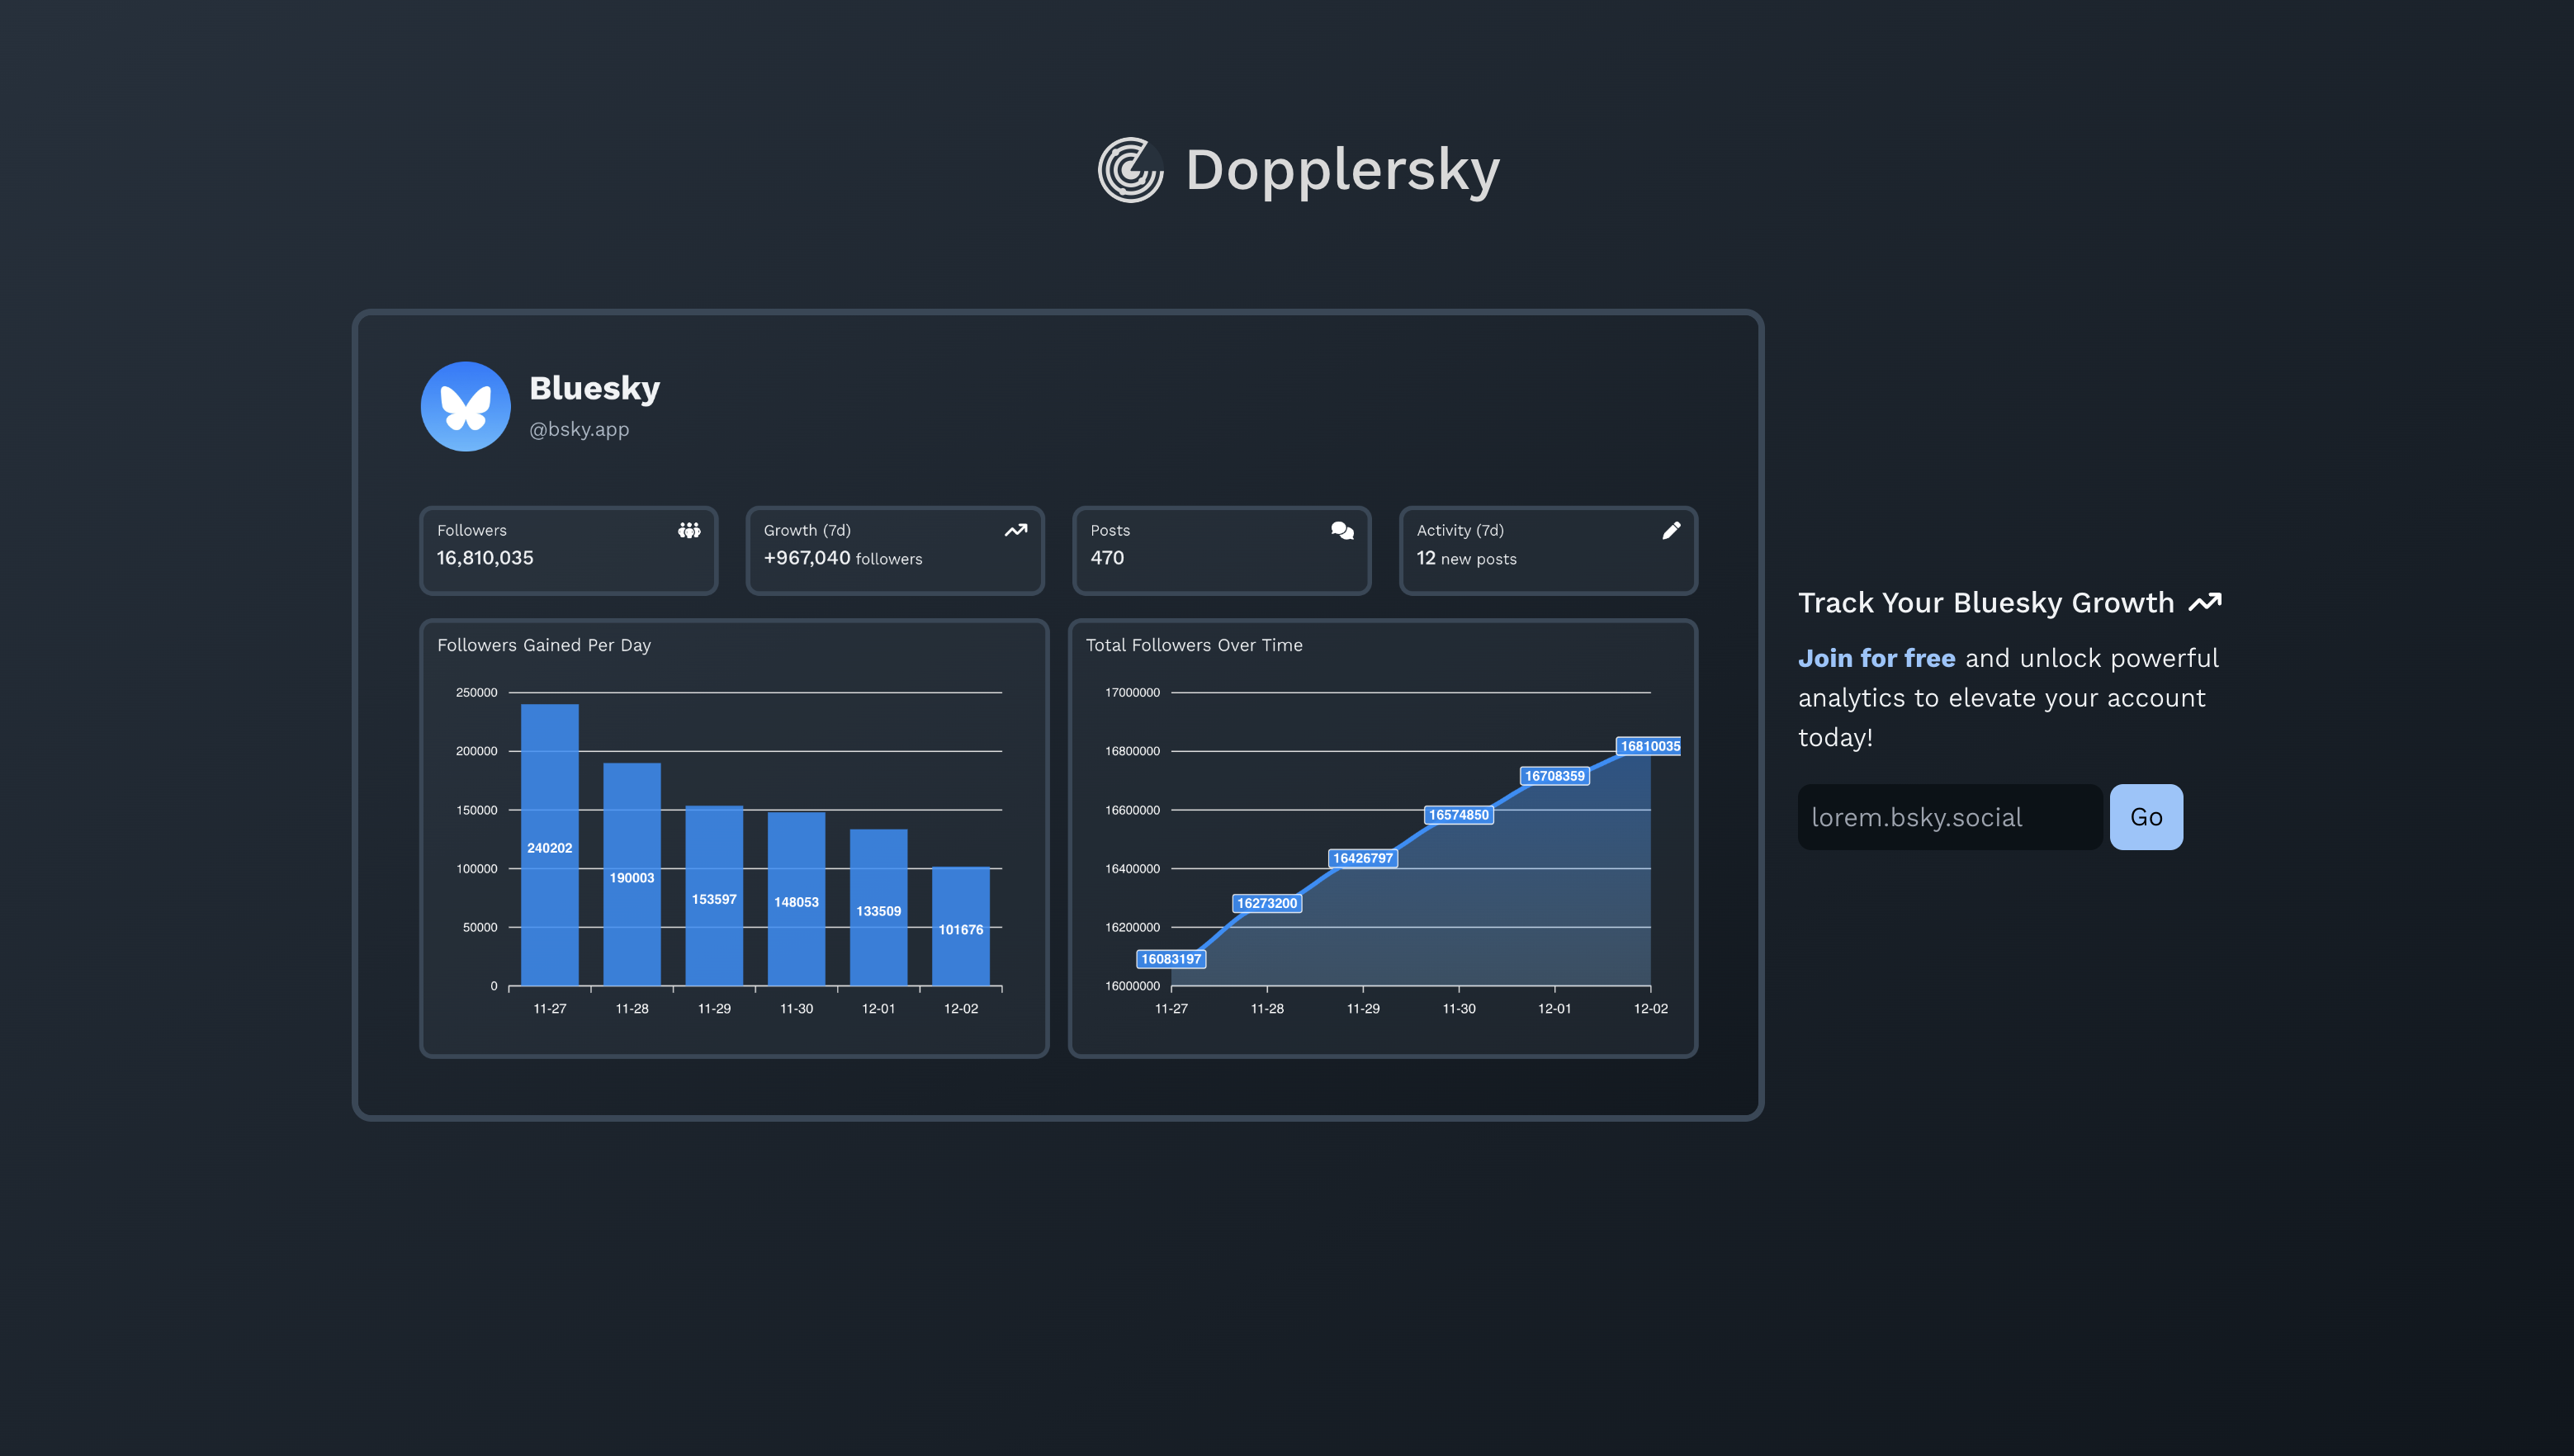 Dopplersky
Bluesky
@bsky.app
Followers
16,810,035
Growth (7d)
+967,040 followers
Posts
470
Activity (7d)
12 new posts
Followers Gained Per Day
250000
200000
150000
100000
50000
0
240202
190003
153597
148053
133509
101676
11-27
11-28
11-29
11-30
12-01
12-02
Total Followers Over Time
17000000
16800000
16600000
16400000
16200000
16000000
16083197
16273200
16426797
16574850
16708359
16810035
11-27
11-28
11-29
11-30
12-01
12-02
Track Your Bluesky Growth
Join for free and unlock powerful
analytics to elevate your account
today!
lorem.bsky.social
Go